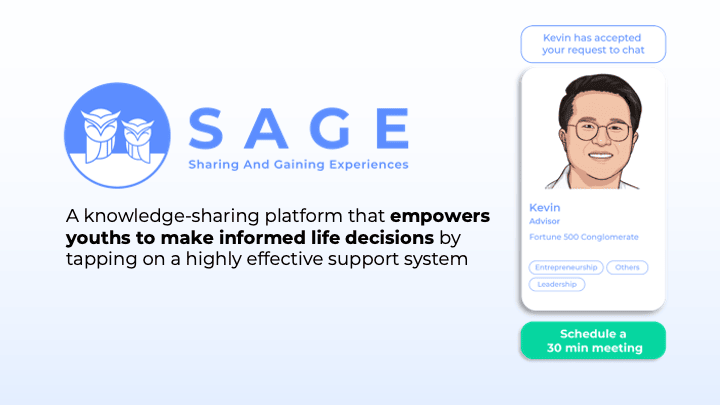 SAGE
Sharing And Gaining Experiences
A knowledge-sharing platform that empowers
youths to make informed life decisions by
tapping on a highly effective support system
Kevin has accepted
your request to chat
Kevin
Advisor
Fortune 500 Conglomerate
Entrepreneurship Others
Leadership
Schedule a
30 min meeting